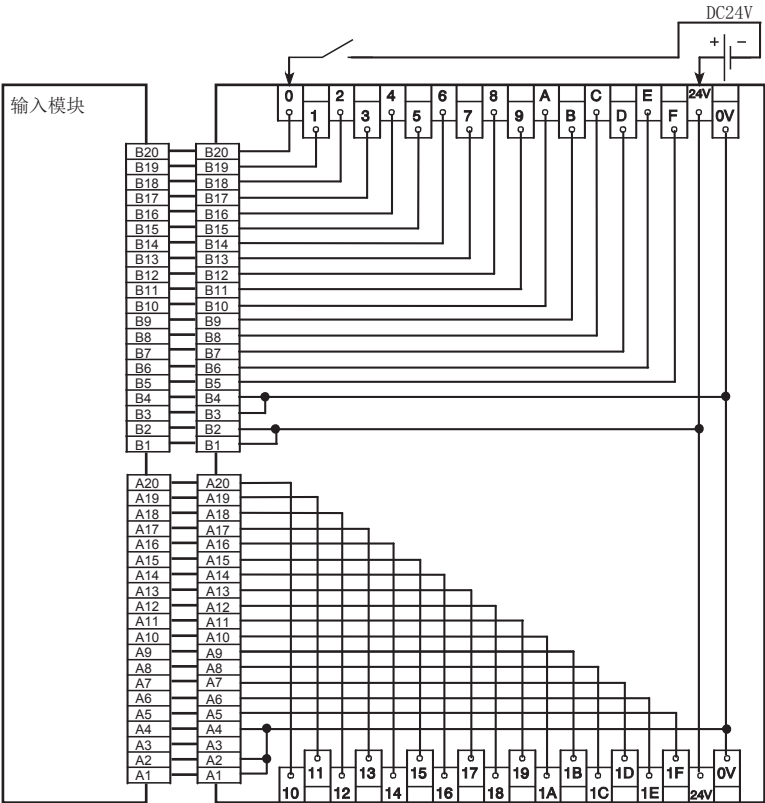 DC24V
+ −
输入模块
0 2 4 6 8 A C E 24V
1 3 5 7 9 B D F 0V
B20 B20
B19 B19
B18 B18
B17 B17
B16 B16
B15 B15
B14 B14
B13 B13
B12 B12
B11 B11
B10 B10
B9 B9
B8 B8
B7 B7
B6 B6
B5 B5
B4 B4
B3 B3
B2 B2
B1 B1
A20 A20
A19 A19
A18 A18
A17 A17
A16 A16
A15 A15
A14 A14
A13 A13
A12 A12
A11 A11
A10 A10
A9 A9
A8 A8
A7 A7
A6 A6
A5 A5
A4 A4
A3 A3
A2 A2
A1 A1
11 13 15 17 19 1B 1D 1F 0V
10 12 14 16 18 1A 1C 1E 24V